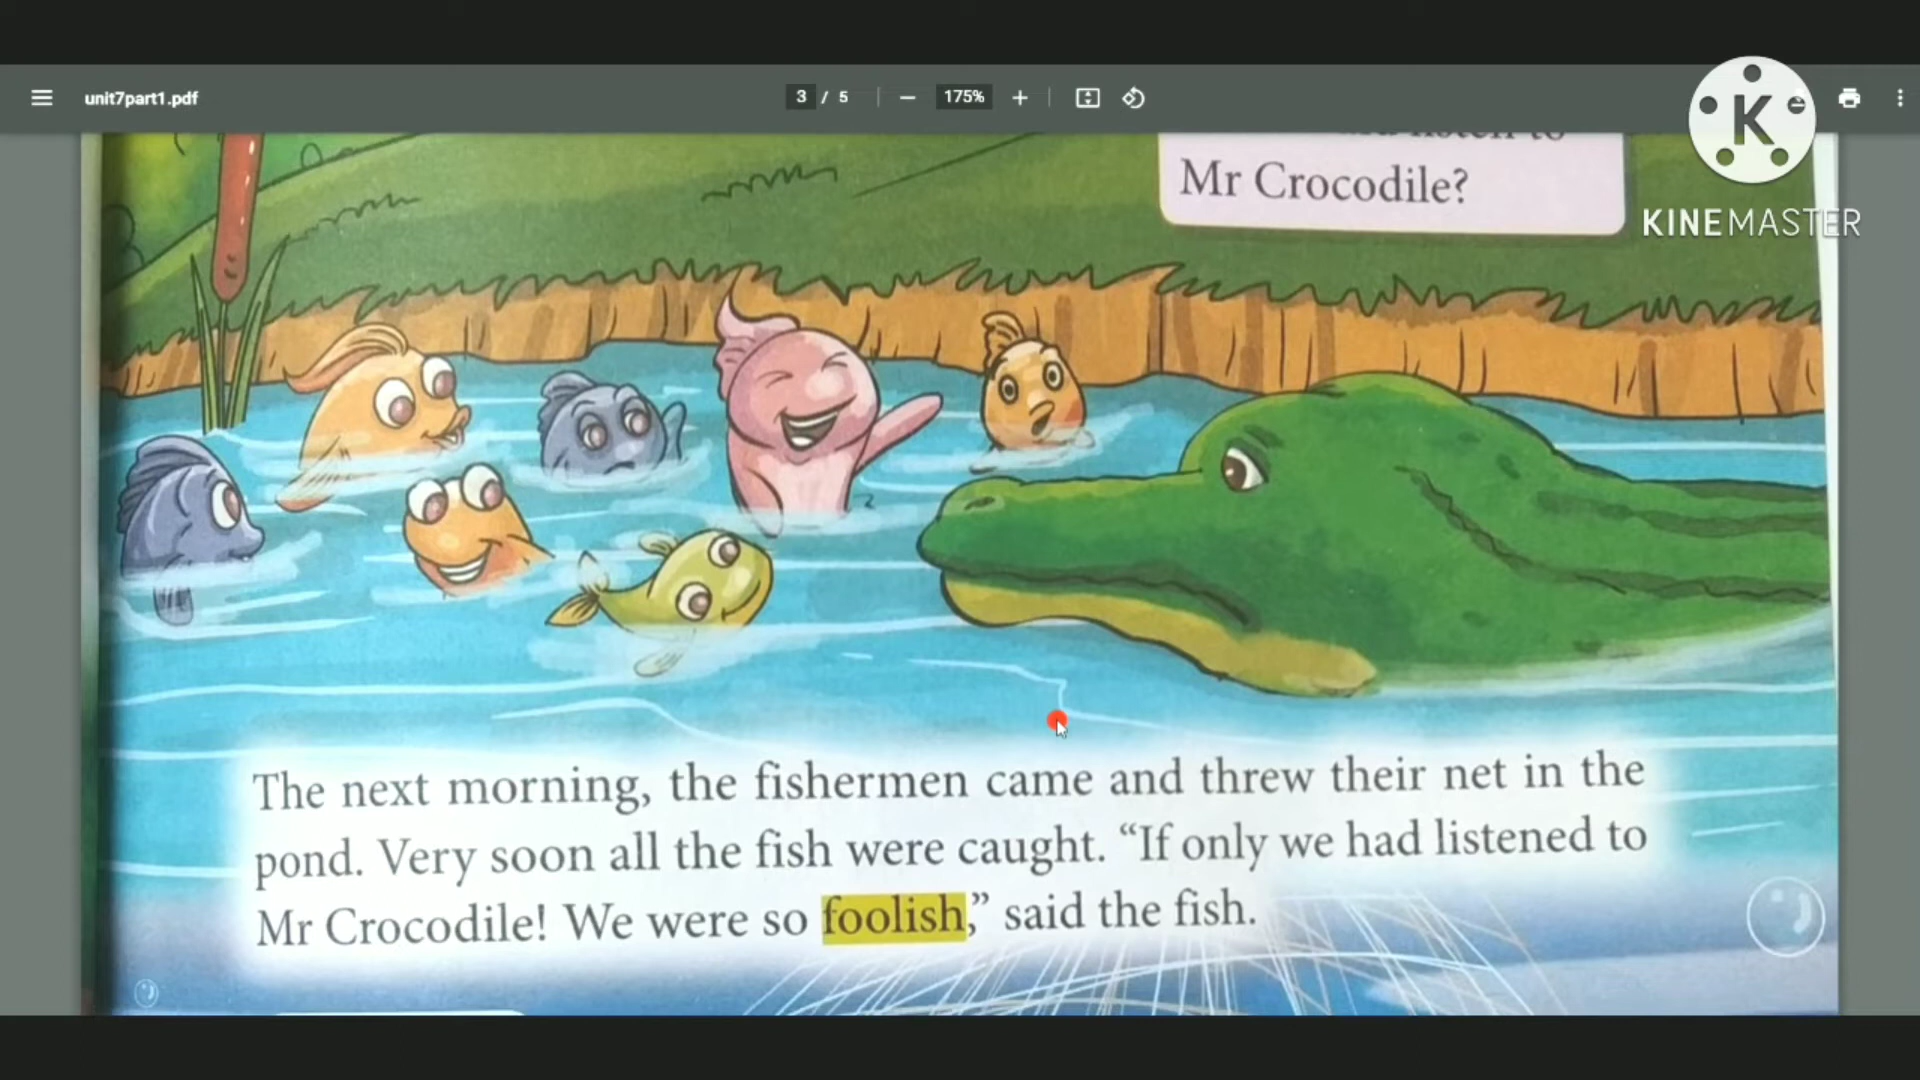 unit7part1.pdf
3 / 5
175%
K
KINEMASTER
listen to
Mr Crocodile?
The next morning, the fishermen came and threw their net in the
pond. Very soon all the fish were caught. “If only we had listened to
Mr Crocodile! We were so foolish,” said the fish.